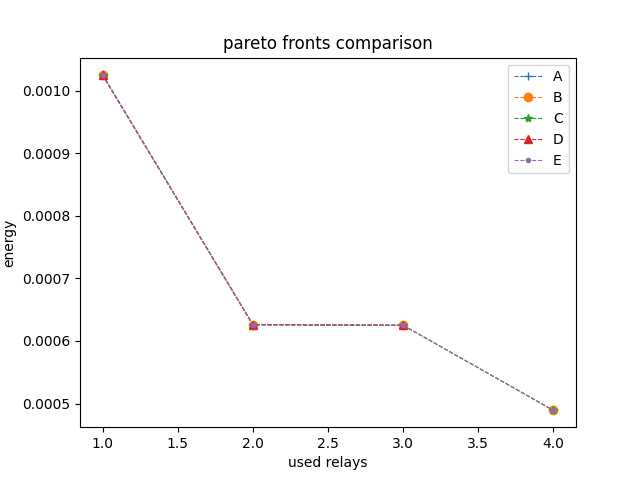 pareto fronts comparison
0.0010
0.0009
0.0008
0.0007
0.0006
0.0005
energy
A
B
C
D
E
1.0 1.5 2.0 2.5 3.0 3.5 4.0
used relays